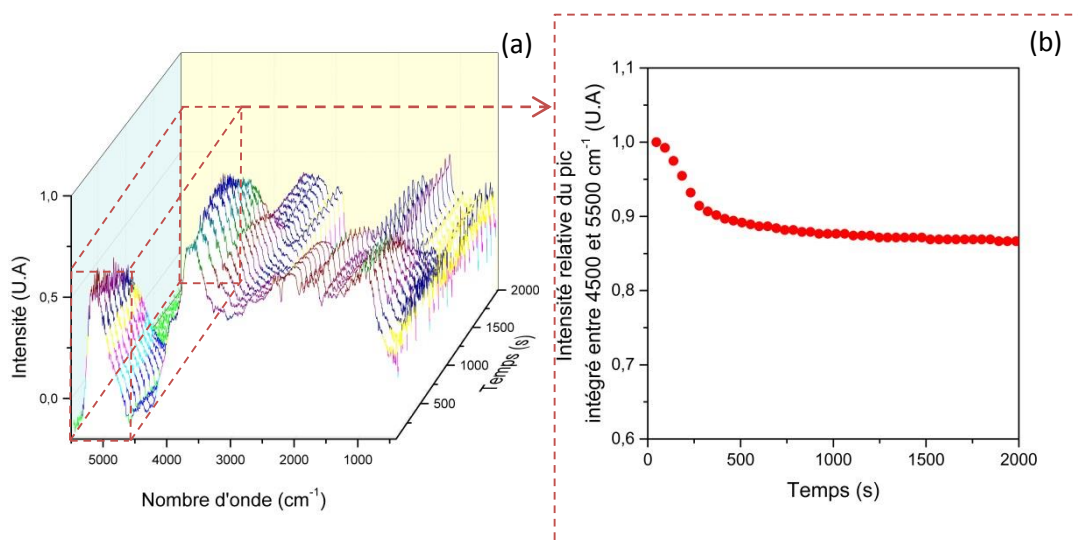 (a)
1,0
0,5
0,0
Intensité (U.A)
5000 4000 3000 2000 1000
Nombre d'onde (cm⁻¹)
500
1000
1500
2000
Temps (s)
(b)
1,1
1,0
0,9
0,8
0,7
0,6
Intensité relative du pic
intégré entre 4500 et 5500 cm⁻¹ (U.A)
0 500 1000 1500 2000
Temps (s)